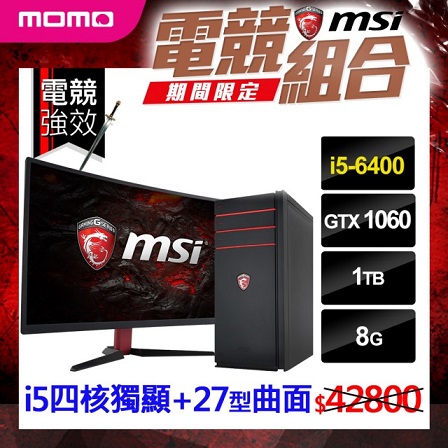 momo
電競 msi
期間限定 組合
電競
強效
i5-6400
GTX 1060
1TB
8G
msi
i5四核獨顯+27型曲面 $42800